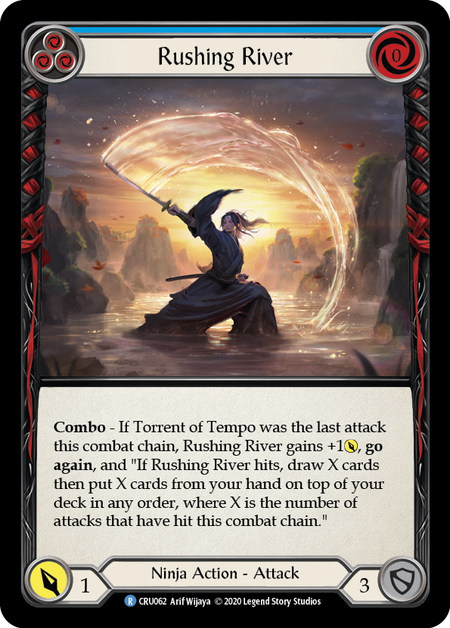 Rushing River
0
Combo - If Torrent of Tempo was the last attack
this combat chain, Rushing River gains +1, go
again, and "If Rushing River hits, draw X cards
then put X cards from your hand on top of your
deck in any order, where X is the number of
attacks that have hit this combat chain."
1
Ninja Action - Attack
3
R CRU062 Arif Wijaya © 2020 Legend Story Studios